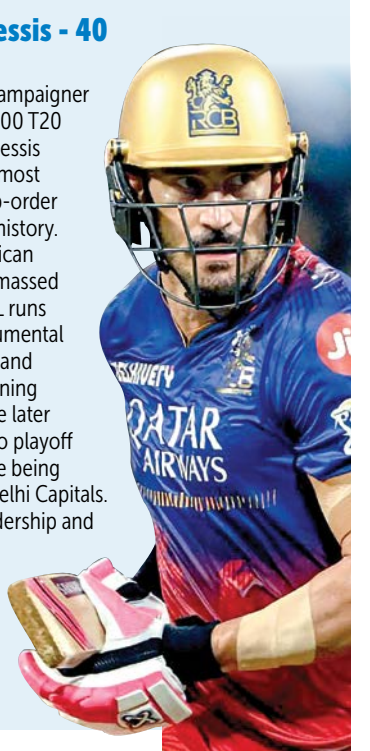 essis - 40
ampaigner
00 T20
essis
most
-order
history.
ican
massed
L runs
umental
and
ning
e later
o playoff
e being
elhi Capitals.
dership and
RCB
QATAR
AIRWAYS
Ji